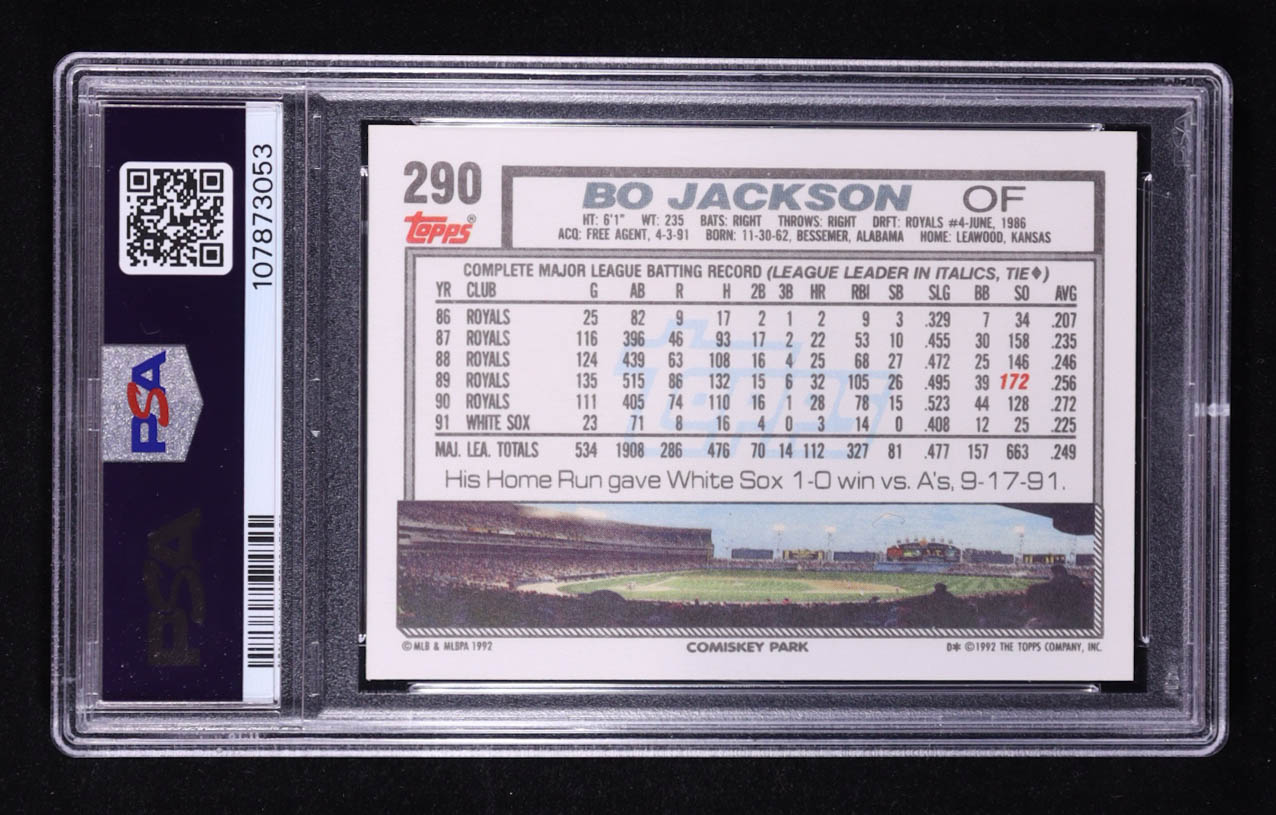 107873053
PSA
PSA
290
topps®
BO JACKSON OF
HT: 6'1" WT: 235 BATS: RIGHT THROWS: RIGHT DRFT: ROYALS #4-JUNE, 1986
ACQ: FREE AGENT, 4-3-91 BORN: 11-30-62, BESSEMER, ALABAMA HOME: LEAWOOD, KANSAS
COMPLETE MAJOR LEAGUE BATTING RECORD (LEAGUE LEADER IN ITALICS, TIE♦)
YR CLUB G AB R H 2B 3B HR RBI SB SLG BB SO AVG
86 ROYALS 25 82 9 17 2 1 2 9 3 .329 7 34 .207
87 ROYALS 116 396 46 93 17 2 22 53 10 .455 30 158 .235
88 ROYALS 124 439 63 108 16 4 25 68 27 .472 25 146 .246
89 ROYALS 135 515 86 132 15 6 32 105 26 .495 39 172 .256
90 ROYALS 111 405 74 110 16 1 28 78 15 .523 44 128 .272
91 WHITE SOX 23 71 8 16 4 0 3 14 0 .408 12 25 .225
MAJ. LEA. TOTALS 534 1908 286 476 70 14 112 327 81 .477 157 663 .249
topps
His Home Run gave White Sox 1-0 win vs. A's, 9-17-91.
© MLB & MLBPA 1992 COMISKEY PARK D* © 1992 THE TOPPS COMPANY, INC.